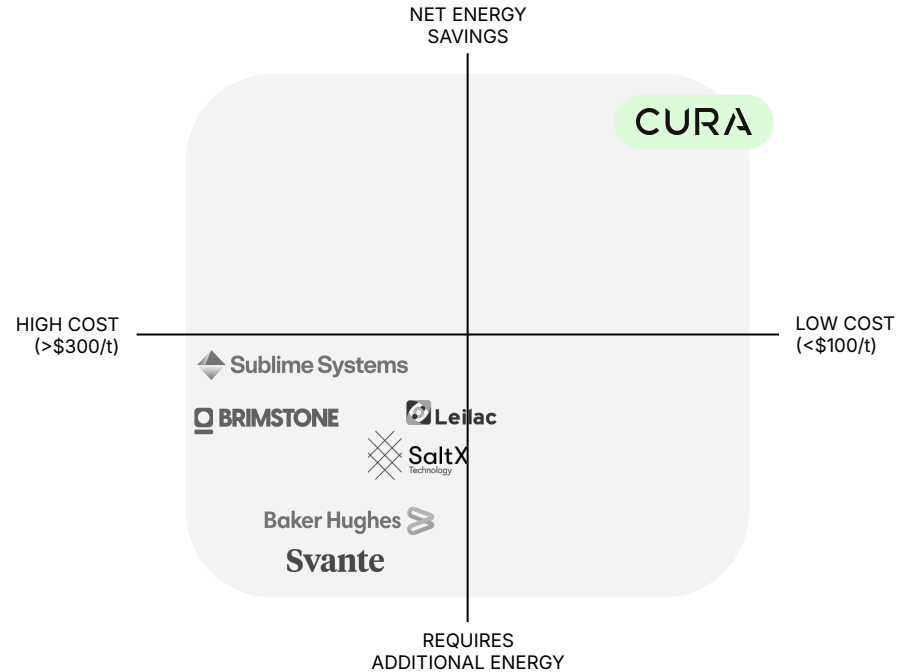 NET ENERGY
SAVINGS
CURA
HIGH COST
(>$300/t)
LOW COST
(<$100/t)
Sublime Systems
BRIMSTONE
Leilac
SaltX
Technology
Baker Hughes
Svante
REQUIRES
ADDITIONAL ENERGY